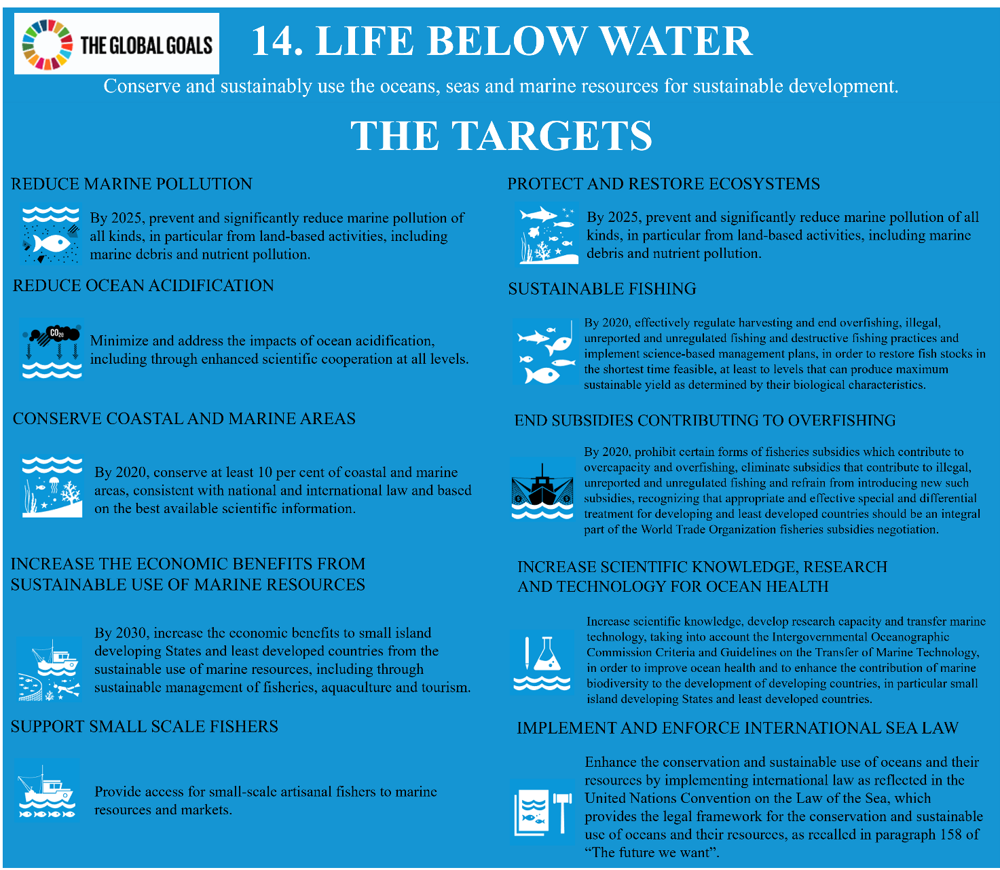 THE GLOBAL GOALS
14. LIFE BELOW WATER
Conserve and sustainably use the oceans, seas and marine resources for sustainable development.
THE TARGETS
REDUCE MARINE POLLUTION
By 2025, prevent and significantly reduce marine pollution of
all kinds, in particular from land-based activities, including
marine debris and nutrient pollution.
PROTECT AND RESTORE ECOSYSTEMS
By 2025, prevent and significantly reduce marine pollution of all
kinds, in particular from land-based activities, including marine
debris and nutrient pollution.
REDUCE OCEAN ACIDIFICATION
CO2e
Minimize and address the impacts of ocean acidification,
including through enhanced scientific cooperation at all levels.
SUSTAINABLE FISHING
By 2020, effectively regulate harvesting and end overfishing, illegal,
unreported and unregulated fishing and destructive fishing practices and
implement science-based management plans, in order to restore fish stocks in
the shortest time feasible, at least to levels that can produce maximum
sustainable yield as determined by their biological characteristics.
CONSERVE COASTAL AND MARINE AREAS
By 2020, conserve at least 10 per cent of coastal and marine
areas, consistent with national and international law and based
on the best available scientific information.
END SUBSIDIES CONTRIBUTING TO OVERFISHING
By 2020, prohibit certain forms of fisheries subsidies which contribute to
overcapacity and overfishing, eliminate subsidies that contribute to illegal,
unreported and unregulated fishing and refrain from introducing new such
subsidies, recognizing that appropriate and effective special and differential
treatment for developing and least developed countries should be an integral
part of the World Trade Organization fisheries subsidies negotiation.
INCREASE THE ECONOMIC BENEFITS FROM
SUSTAINABLE USE OF MARINE RESOURCES
By 2030, increase the economic benefits to small island
developing States and least developed countries from the
sustainable use of marine resources, including through
sustainable management of fisheries, aquaculture and tourism.
INCREASE SCIENTIFIC KNOWLEDGE, RESEARCH
AND TECHNOLOGY FOR OCEAN HEALTH
Increase scientific knowledge, develop research capacity and transfer marine
technology, taking into account the Intergovernmental Oceanographic
Commission Criteria and Guidelines on the Transfer of Marine Technology,
in order to improve ocean health and to enhance the contribution of marine
biodiversity to the development of developing countries, in particular small
island developing States and least developed countries.
SUPPORT SMALL SCALE FISHERS
Provide access for small-scale artisanal fishers to marine
resources and markets.
IMPLEMENT AND ENFORCE INTERNATIONAL SEA LAW
Enhance the conservation and sustainable use of oceans and their
resources by implementing international law as reflected in the
United Nations Convention on the Law of the Sea, which
provides the legal framework for the conservation and sustainable
use of oceans and their resources, as recalled in paragraph 158 of
“The future we want”.